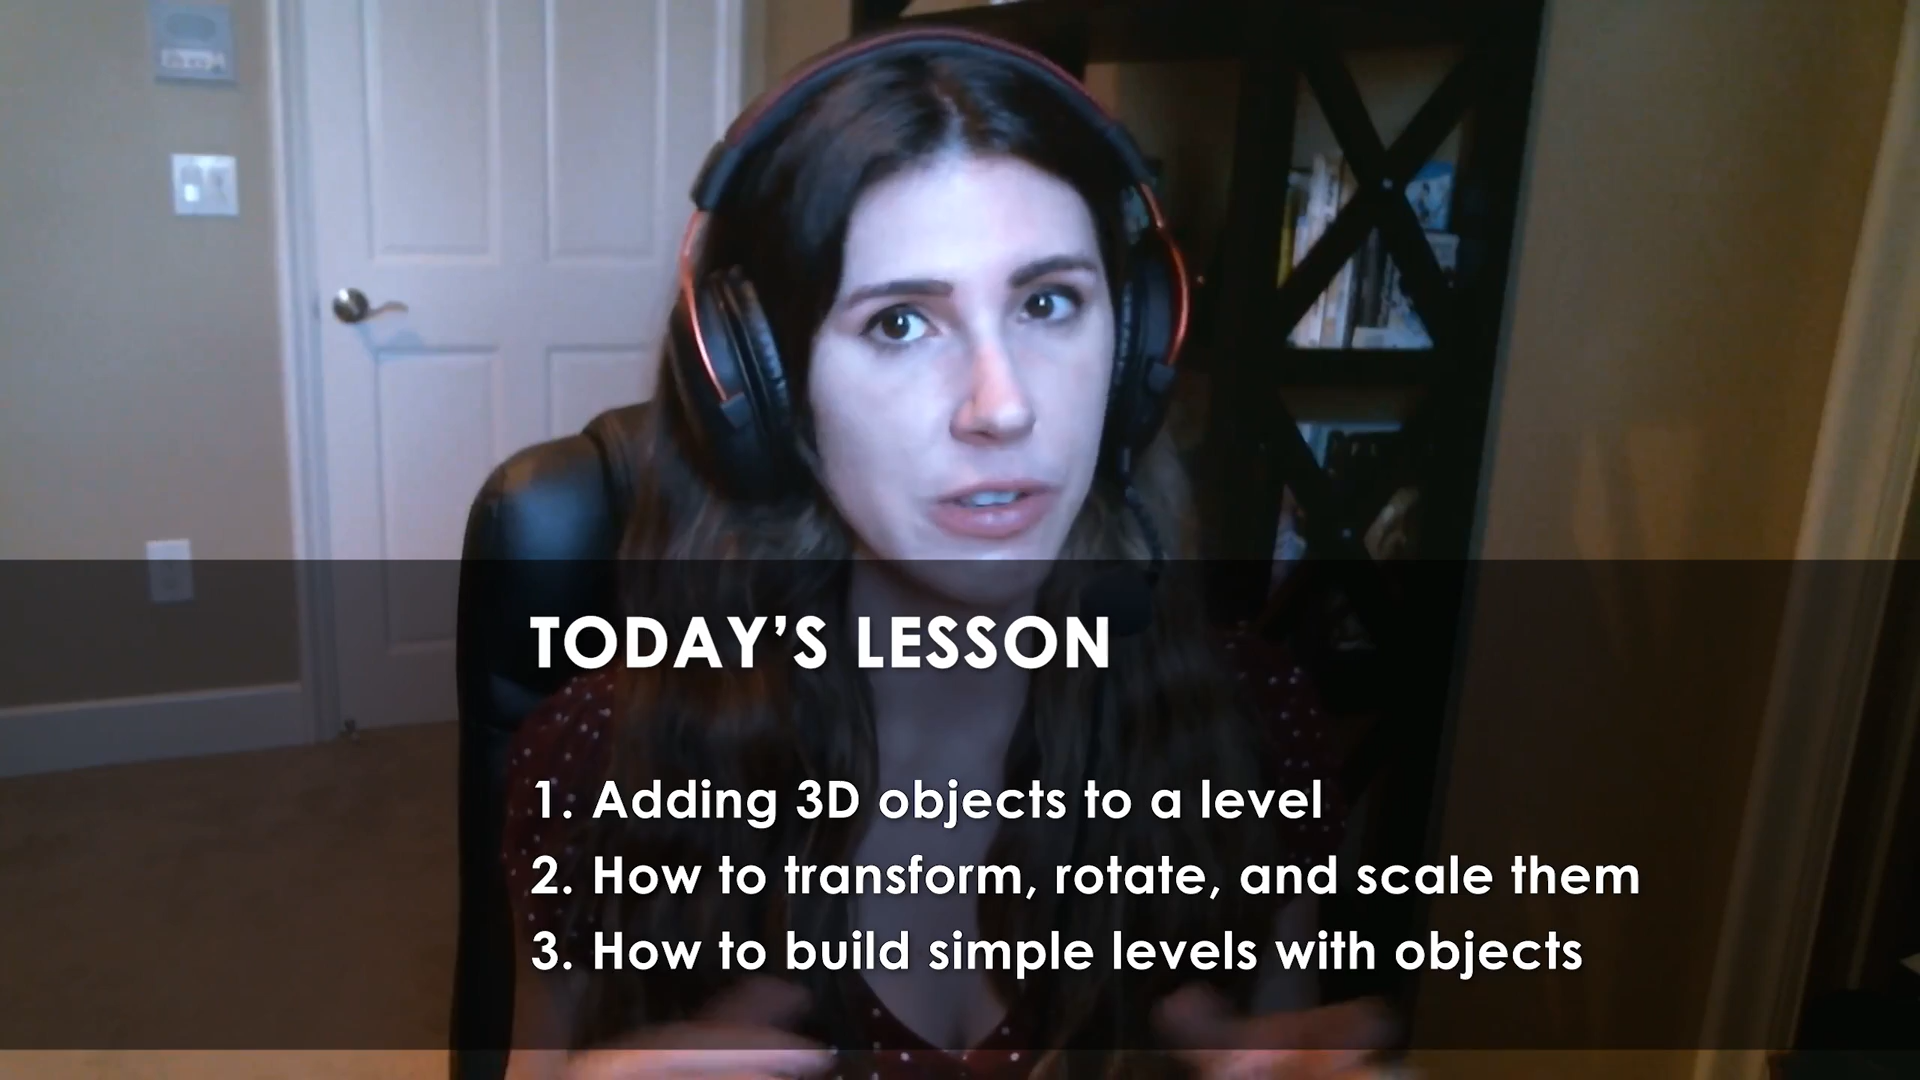 TODAY’S LESSON
1. Adding 3D objects to a level
2. How to transform, rotate, and scale them
3. How to build simple levels with objects